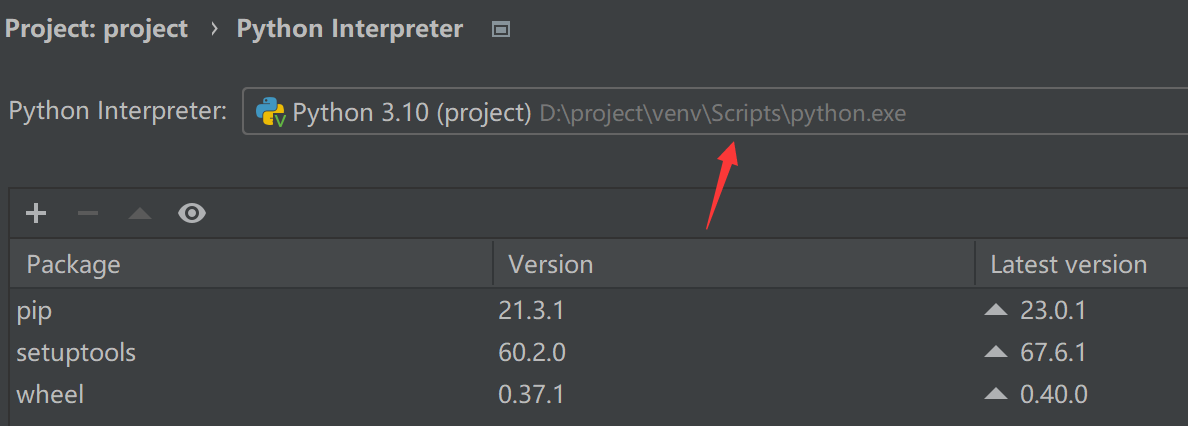 Project: project › Python Interpreter
Python Interpreter: Python 3.10 (project) D:\project\venv\Scripts\python.exe
Package Version Latest version
pip 21.3.1 23.0.1
setuptools 60.2.0 67.6.1
wheel 0.37.1 0.40.0